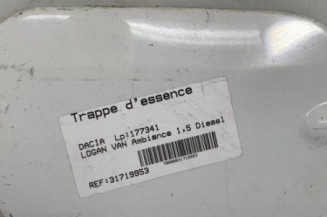 Trappe d'essence
DACIA Lp:177341
LOGAN VAN Ambiance 1,5 Diesel
REF:31719953